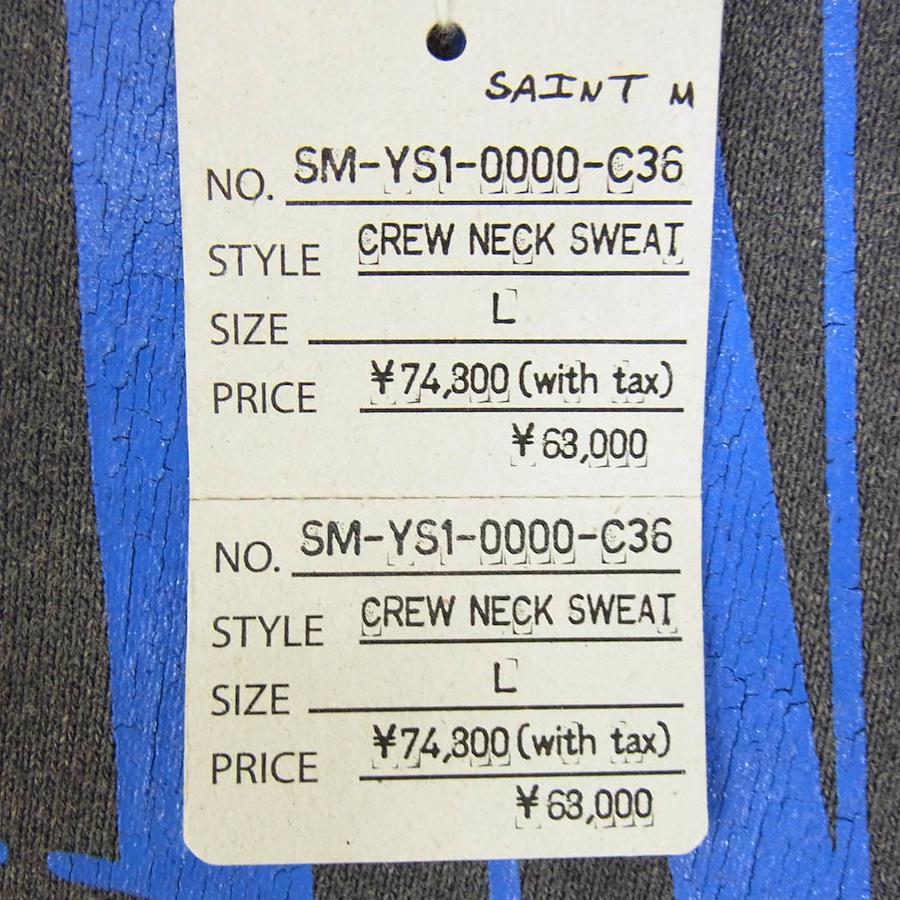 SAINT M
NO. SM-YS1-0000-C36
STYLE CREW NECK SWEAT
SIZE L
PRICE ¥74,300(with tax)
¥63,000
NO. SM-YS1-0000-C36
STYLE CREW NECK SWEAT
SIZE L
PRICE ¥74,300(with tax)
¥63,000